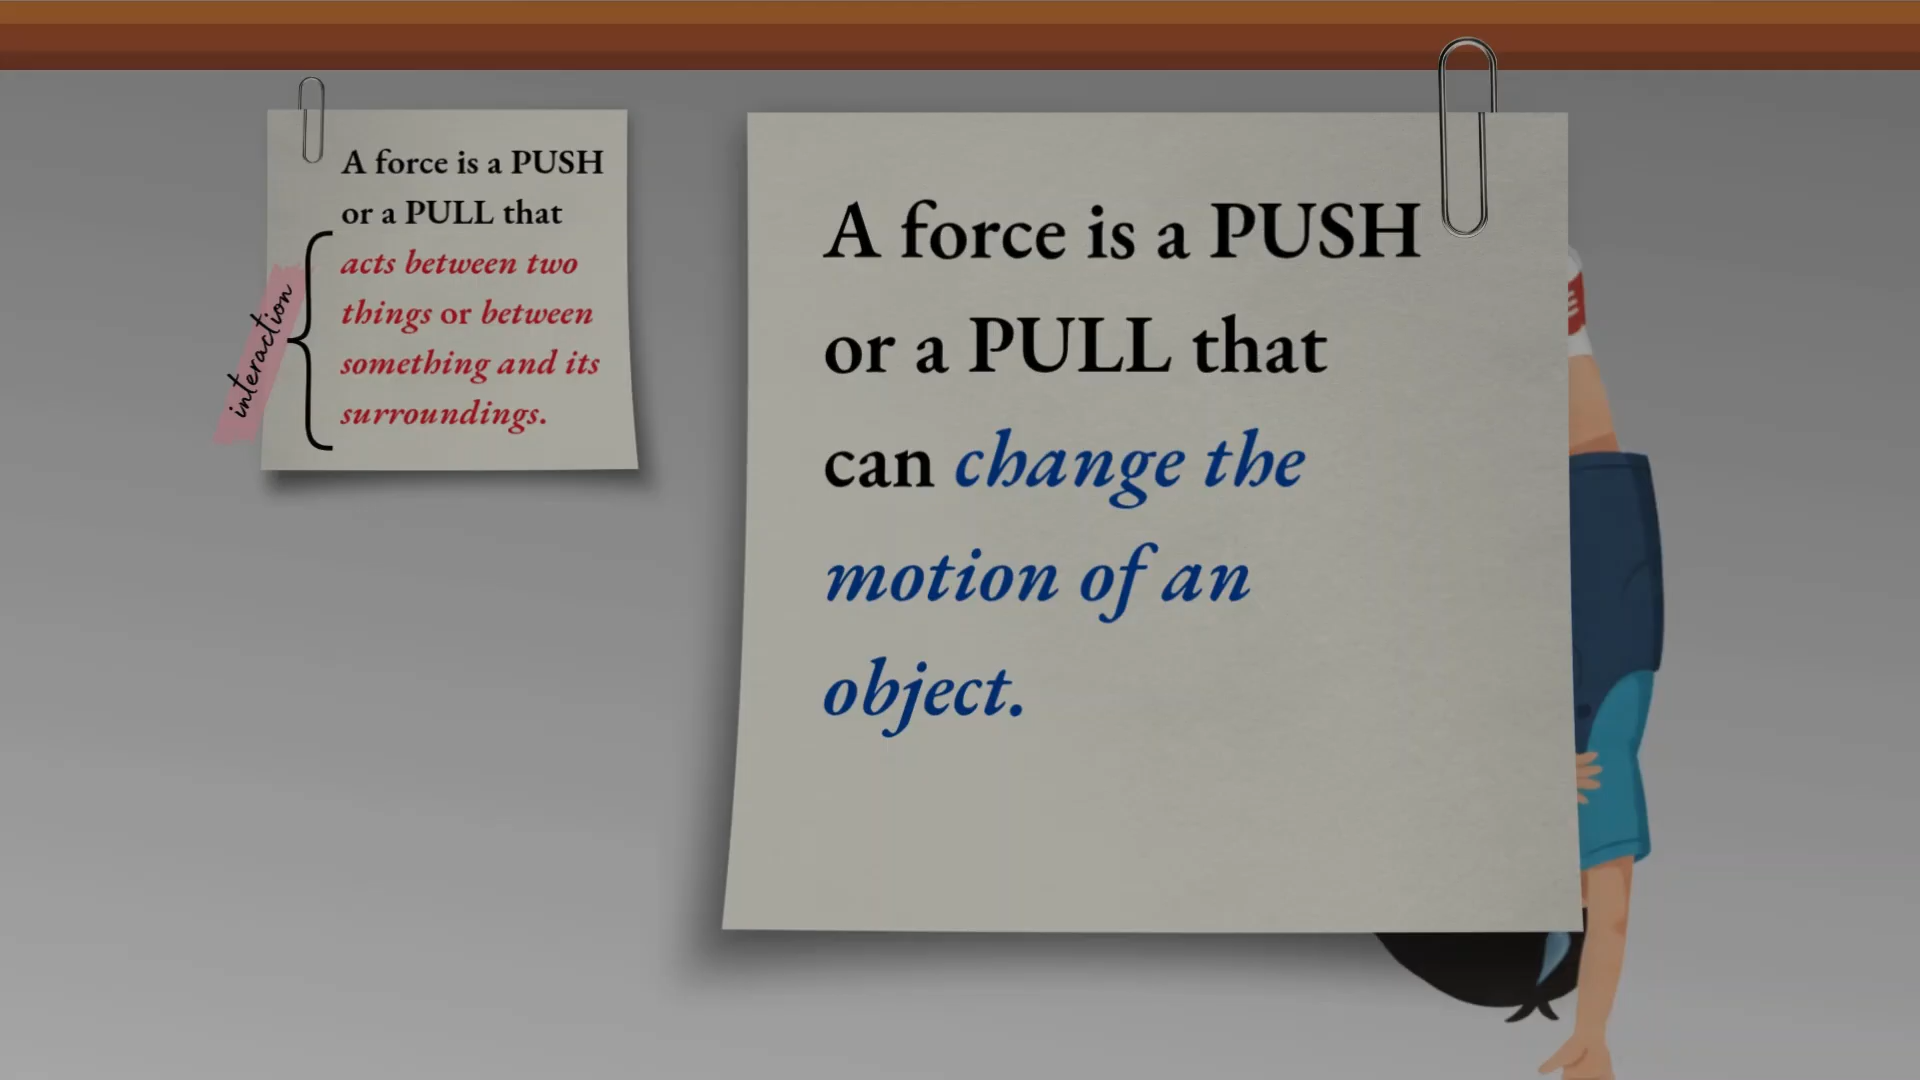 A force is a PUSH
or a PULL that
acts between two
things or between
something and its
surroundings.
interaction
A force is a PUSH
or a PULL that
can change the
motion of an
object.